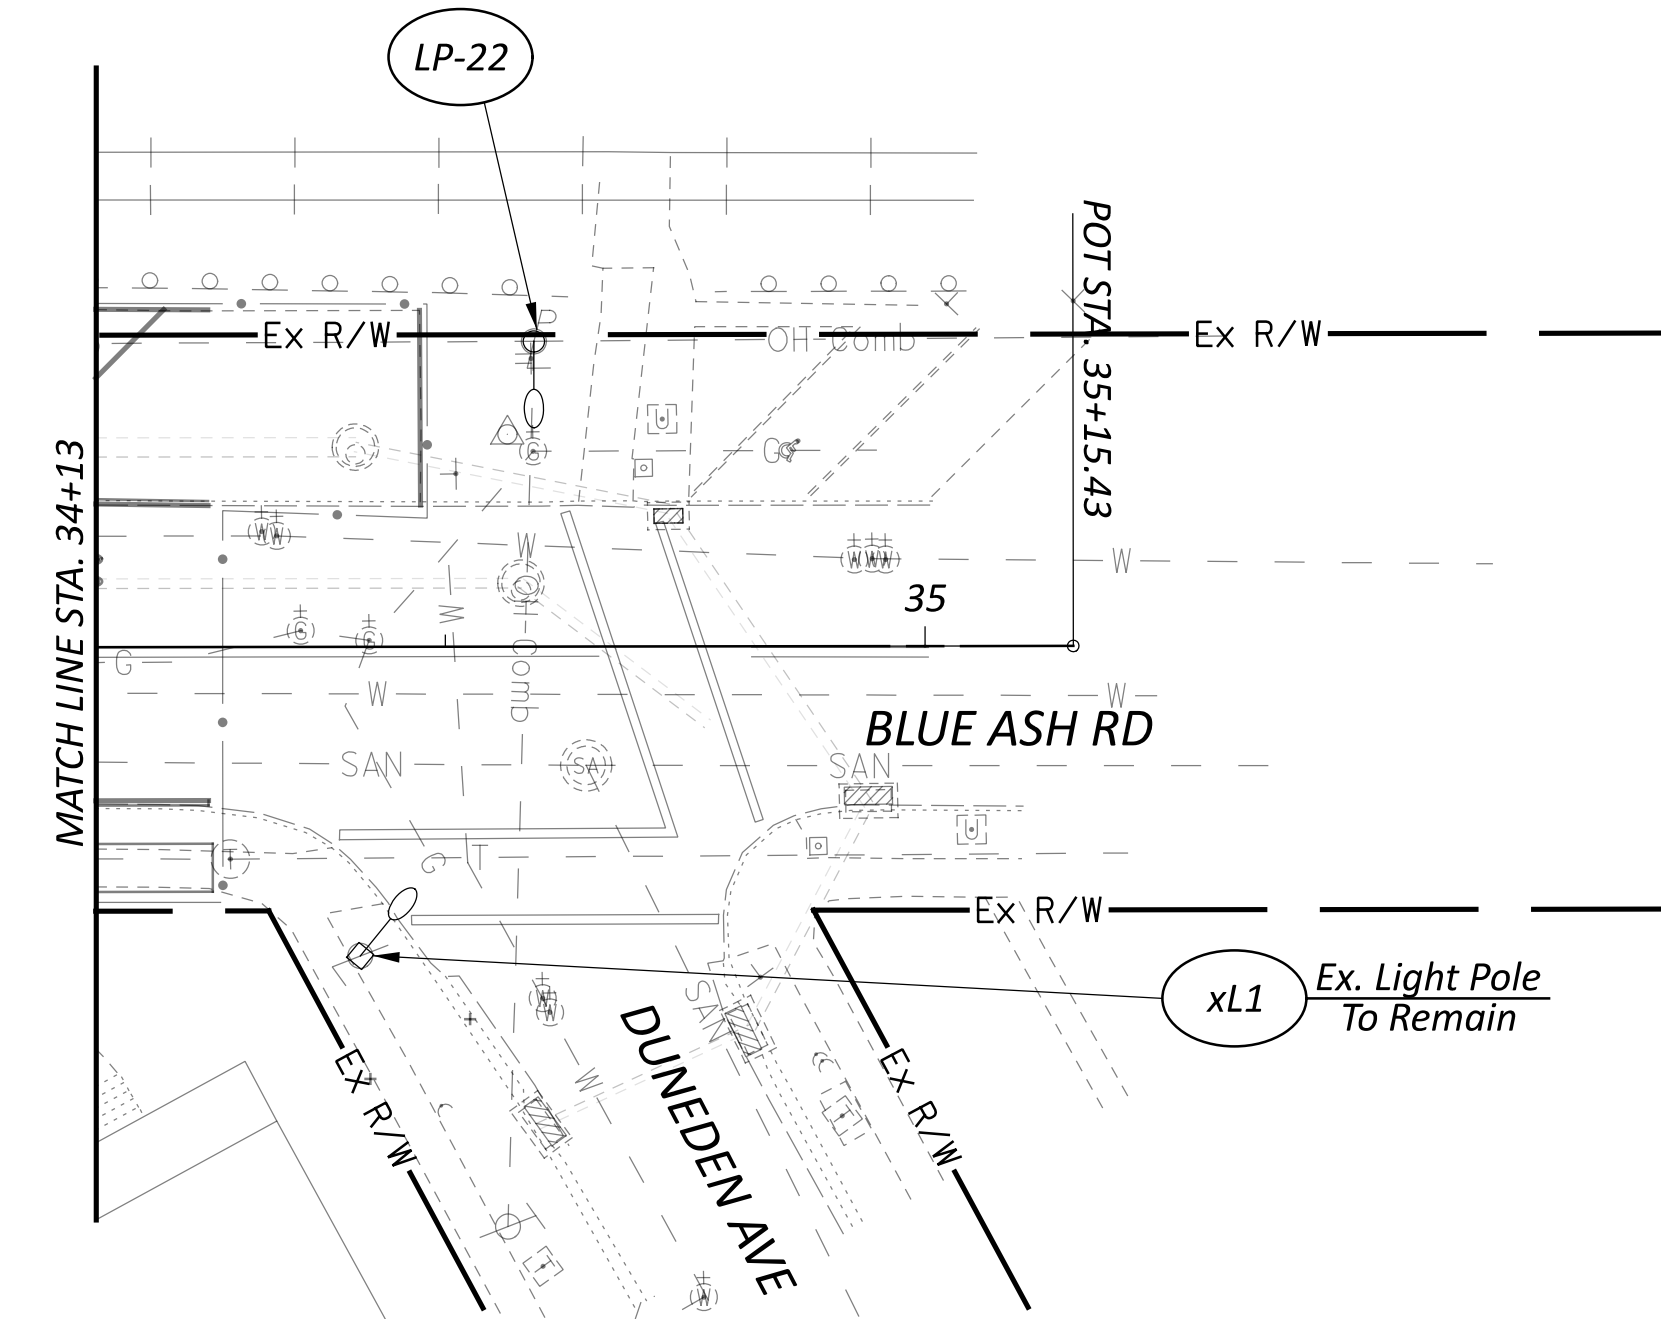 LP-22
POT STA. 35+15.43
P
Ex R/W
OH Comb
Ex R/W
U
G
G
MATCH LINE STA. 34+13
W
W
W
W
W
W
W
35
G
G
W
Comb
G
W
W
BLUE ASH RD
SAN
SA
SAN
U
T
G
T
Ex R/W
xL1
Ex. Light Pole
To Remain
SAN
W
W
DUNEDEN AVE
Ex R/W
Ex R/W
W
T
T
W